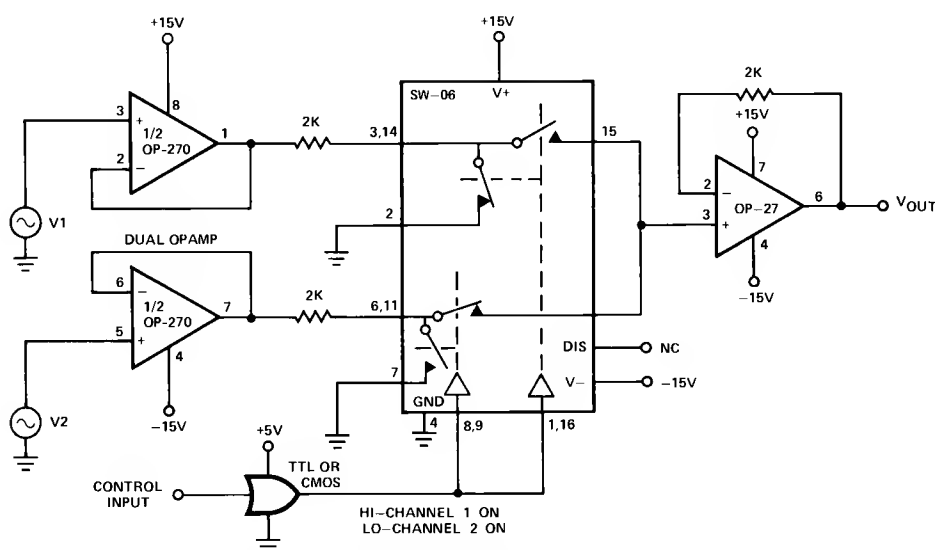 +15V
+15V
SW-06
V+
2K
3
+
8
1/2
OP-270
1
2
−
2K
3,14
15
+15V
7
2
−
OP-27
6
VOUT
3
+
4
−15V
V1
2
DUAL OPAMP
6
−
1/2
OP-270
7
2K
6,11
5
+
4
−15V
7
DIS
NC
V−
−15V
GND
4
8,9
1,16
V2
+5V
TTL OR
CMOS
CONTROL
INPUT
HI−CHANNEL 1 ON
LO−CHANNEL 2 ON